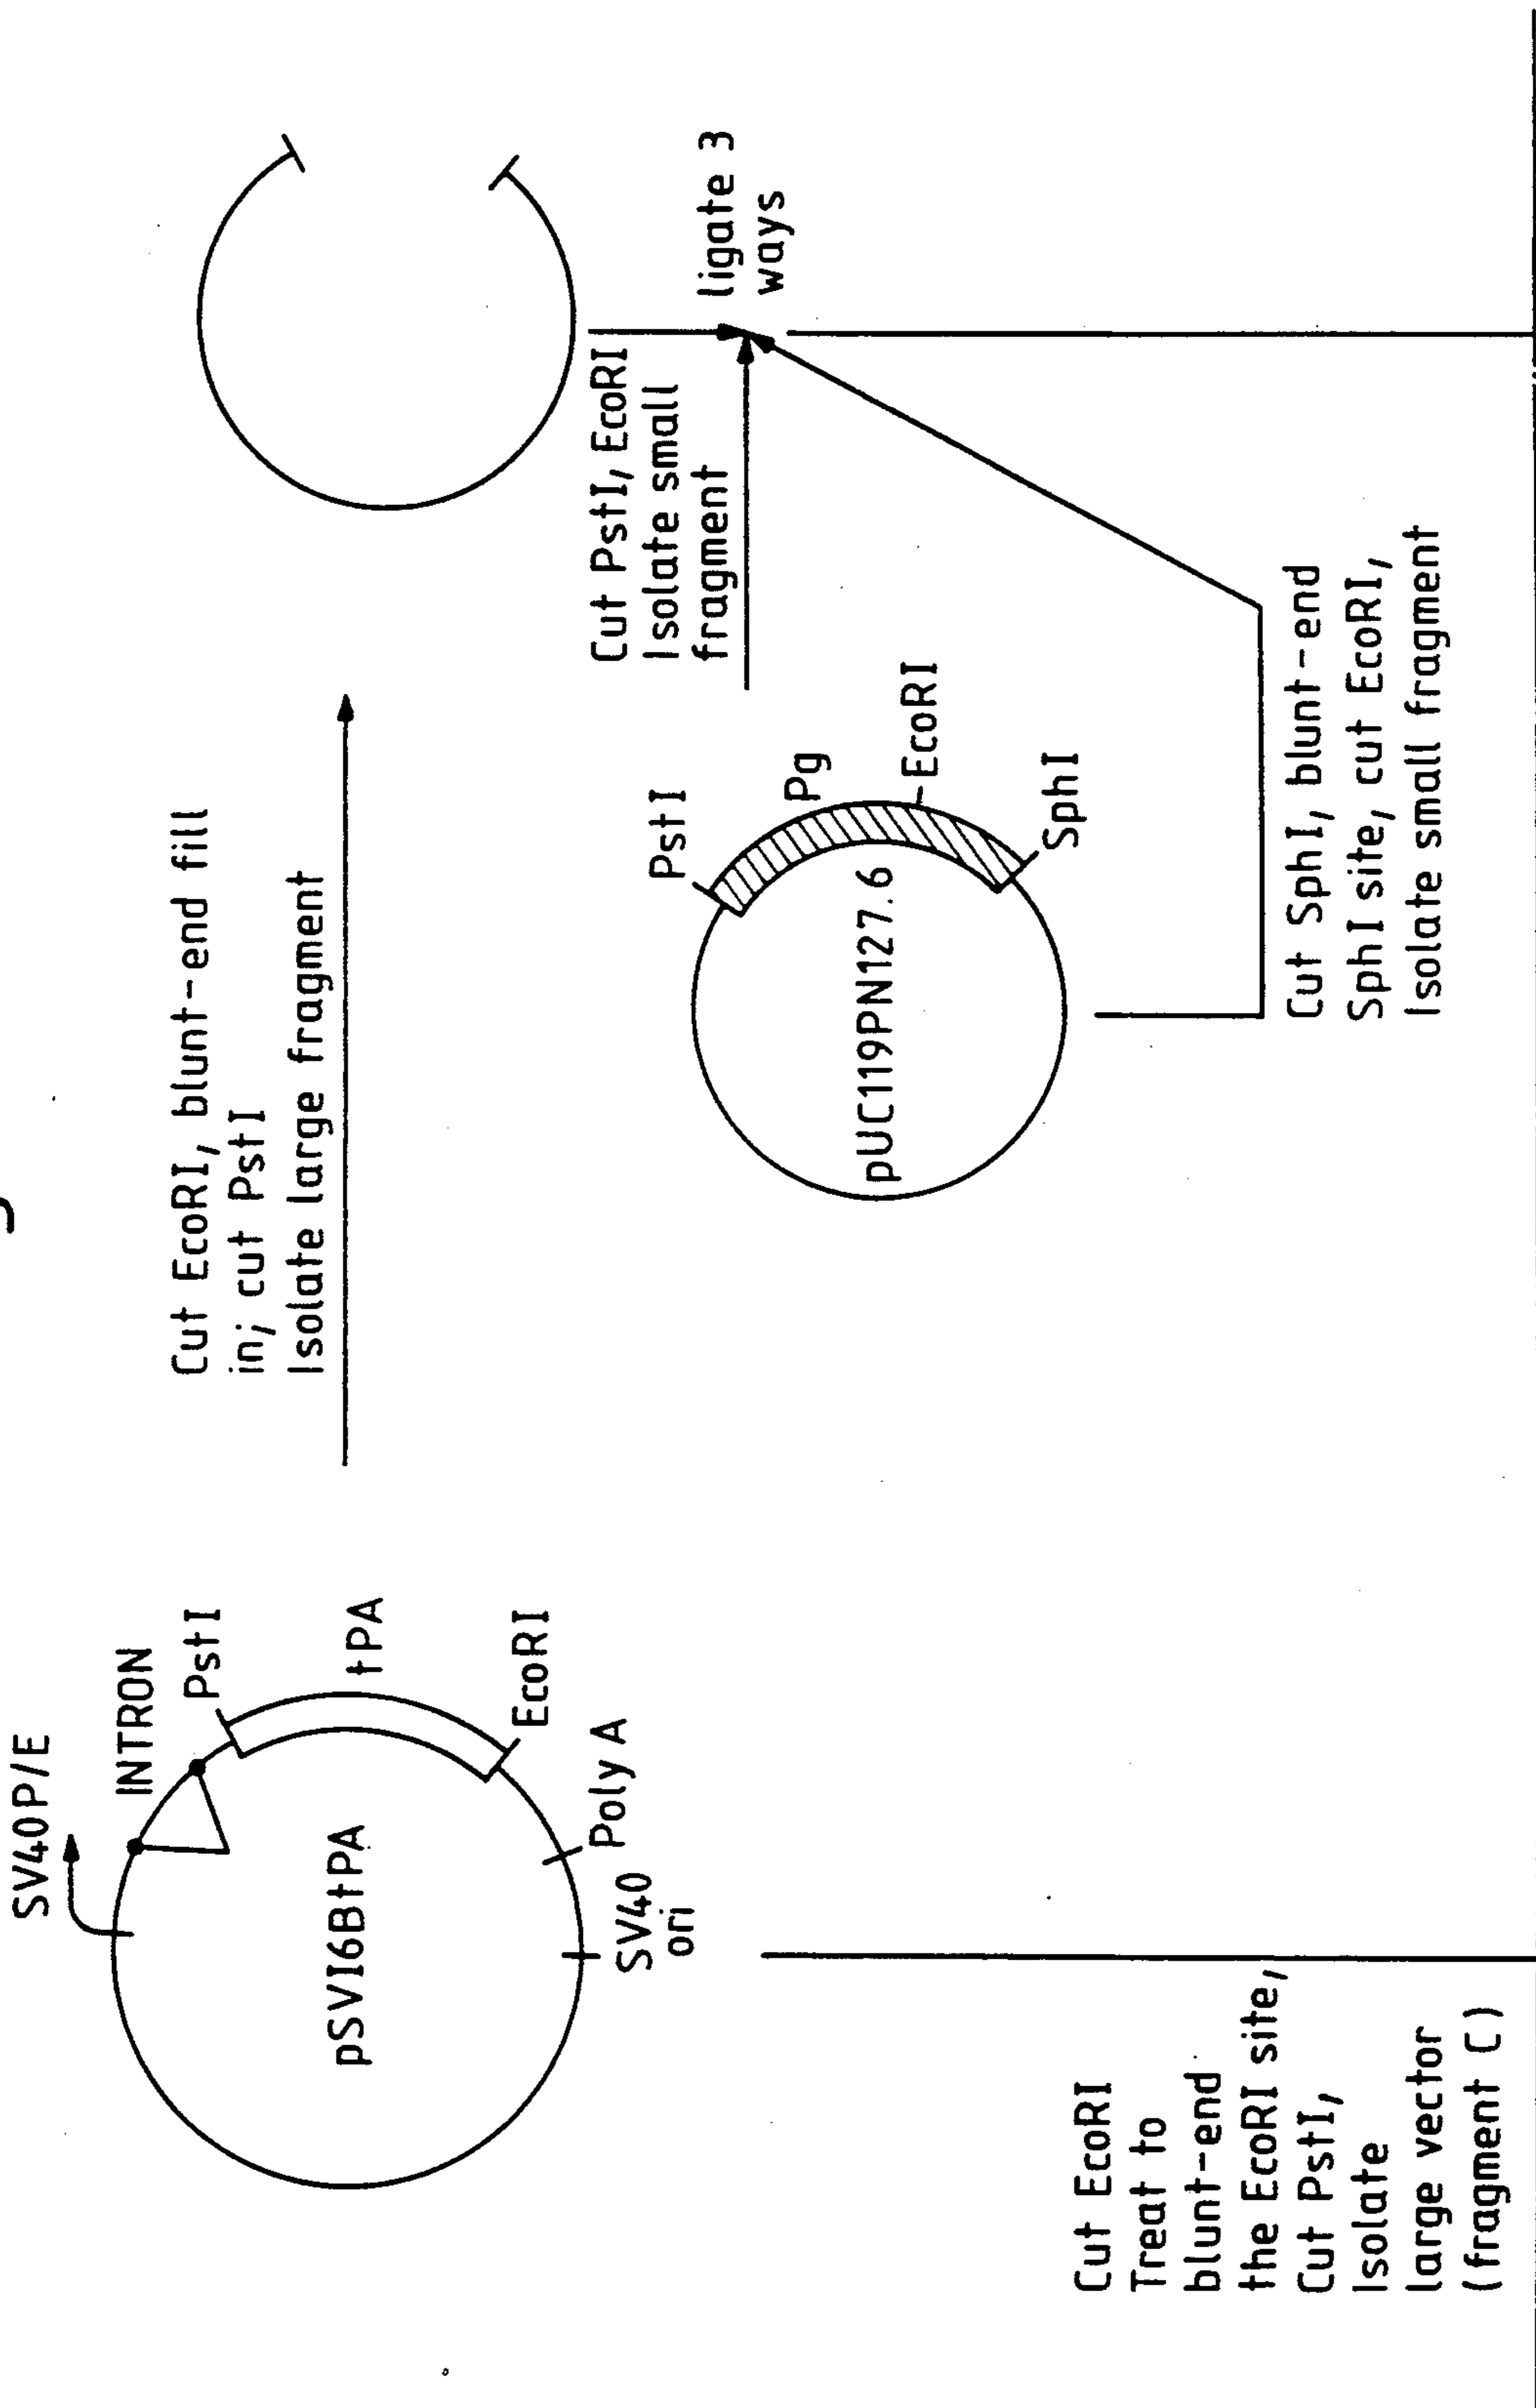 SV40P/E
INTRON
PstI
tPA
EcoRI
Poly A
SV40
ori
pSVI6BtPA
Cut EcoRI, blunt-end fill
in; cut PstI
Isolate large fragment
Cut PstI, EcoRI
Isolate small
fragment
ligate 3
ways
PstI
Pg
EcoRI
SphI
pUC119PN127.6
Cut SphI, blunt-end
SphI site, cut EcoRI,
Isolate small fragment
Cut EcoRI
Treat to
blunt-end
the EcoRI site,
Cut PstI,
Isolate
large vector
(fragment C)